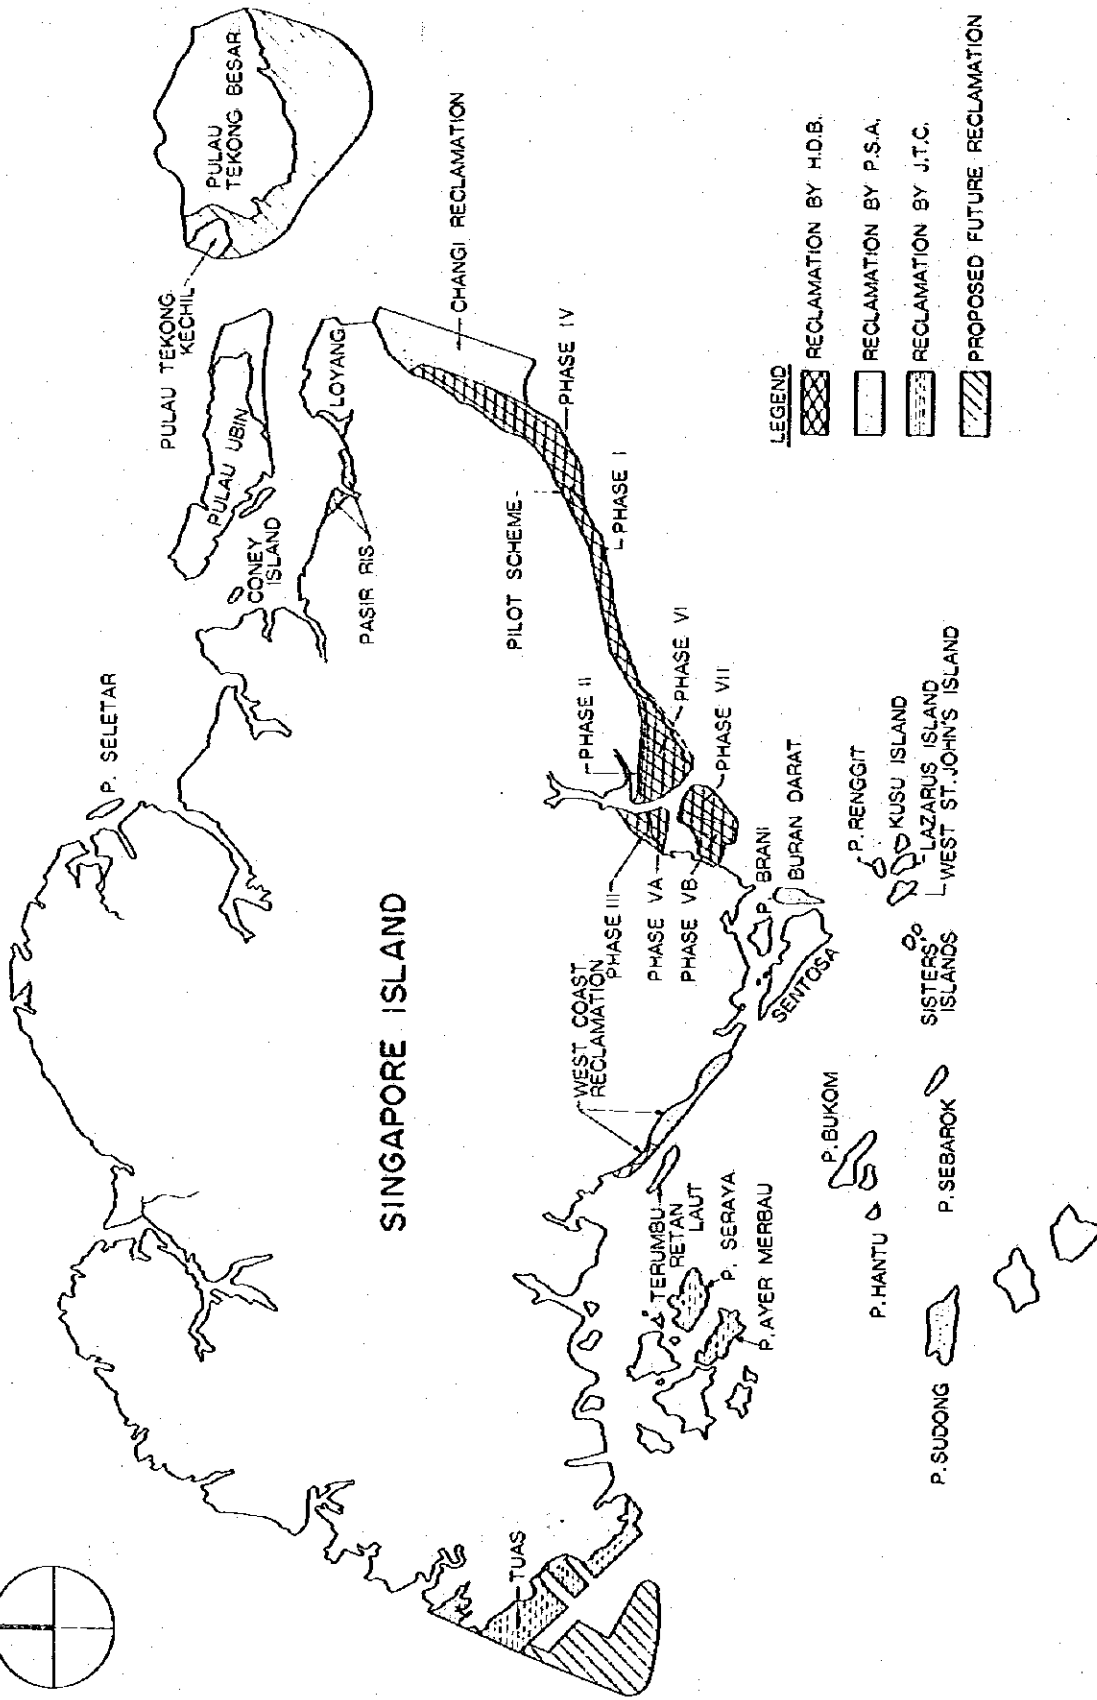 PULAU
TEKONG BESAR
PULAU TEKONG
KECHIL
PULAU UBIN
CONEY
ISLAND
LOYANG
PASIR RIS
CHANGI RECLAMATION
P. SELETAR
SINGAPORE ISLAND
PHASE IV
PILOT SCHEME
PHASE I
PHASE II
PHASE VI
PHASE VII
PHASE III
PHASE VA
PHASE VB
WEST COAST
RECLAMATION
P. BRANI
BURAN DARAT
SENTOSA
P. RENGGIT
KUSU ISLAND
LAZARUS ISLAND
WEST ST. JOHN'S ISLAND
SISTERS'
ISLANDS
P. BUKOM
P. SEBAROK
P. HANTU
P. SUDONG
TERUMBU
RETAN
LAUT
P. SERAYA
P. AYER MERBAU
TUAS
LEGEND
RECLAMATION BY H.D.B.
RECLAMATION BY P.S.A.
RECLAMATION BY J.T.C.
PROPOSED FUTURE RECLAMATION